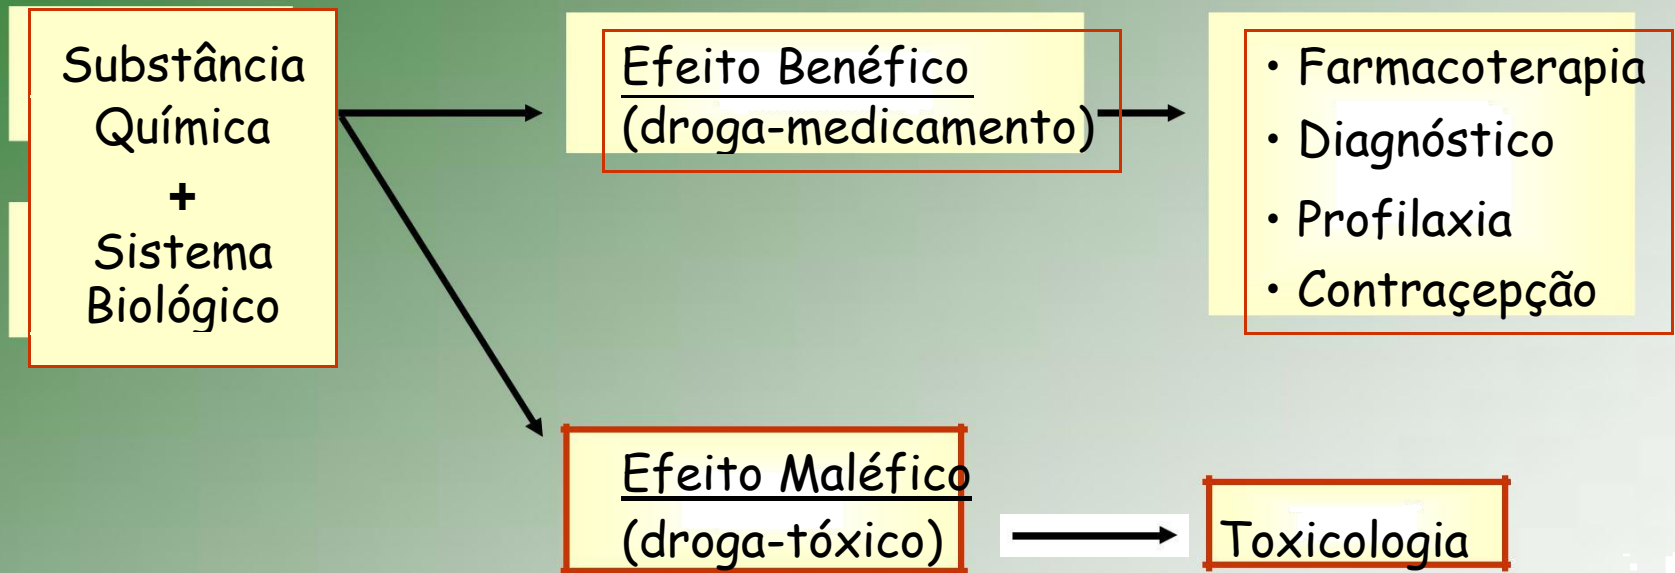 Substância
Química
+
Sistema
Biológico
Efeito Benéfico
(droga-medicamento)
• Farmacoterapia
• Diagnóstico
• Profilaxia
• Contraçepção
Efeito Maléfico
(droga-tóxico)
Toxicologia